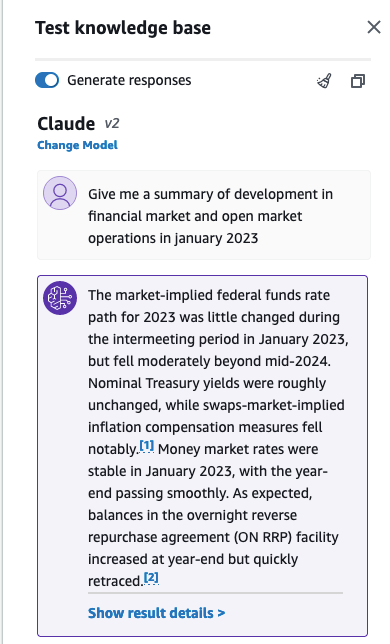 Test knowledge base
Generate responses
Claude v2
Change Model
Give me a summary of development in
financial market and open market
operations in january 2023
The market-implied federal funds rate
path for 2023 was little changed during
the intermeeting period in January 2023,
but fell moderately beyond mid-2024.
Nominal Treasury yields were roughly
unchanged, while swaps-market-implied
inflation compensation measures fell
notably.[1] Money market rates were
stable in January 2023, with the year-
end passing smoothly. As expected,
balances in the overnight reverse
repurchase agreement (ON RRP) facility
increased at year-end but quickly
retraced.[2]
Show result details >